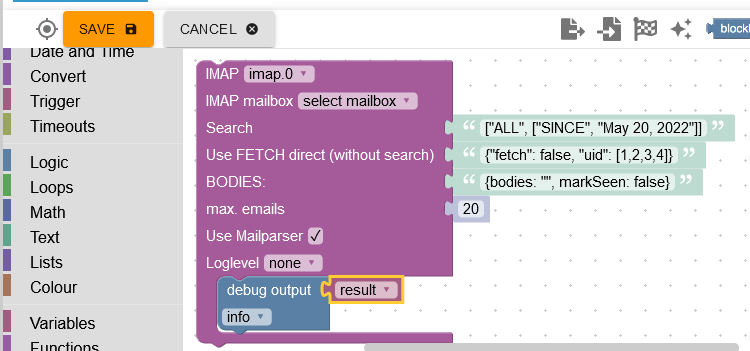 SAVE CANCEL blocki
Date and Time
Convert
Trigger
Timeouts
Logic
Loops
Math
Text
Lists
Colour
Variables
Functions
IMAP imap.0
IMAP mailbox select mailbox
Search “ ["ALL", ["SINCE", "May 20, 2022"]] ”
Use FETCH direct (without search) “ {"fetch": false, "uid": [1,2,3,4]} ”
BODIES: “ {bodies: "", markSeen: false} ”
max. emails 20
Use Mailparser ✓
Loglevel none
debug output result
info